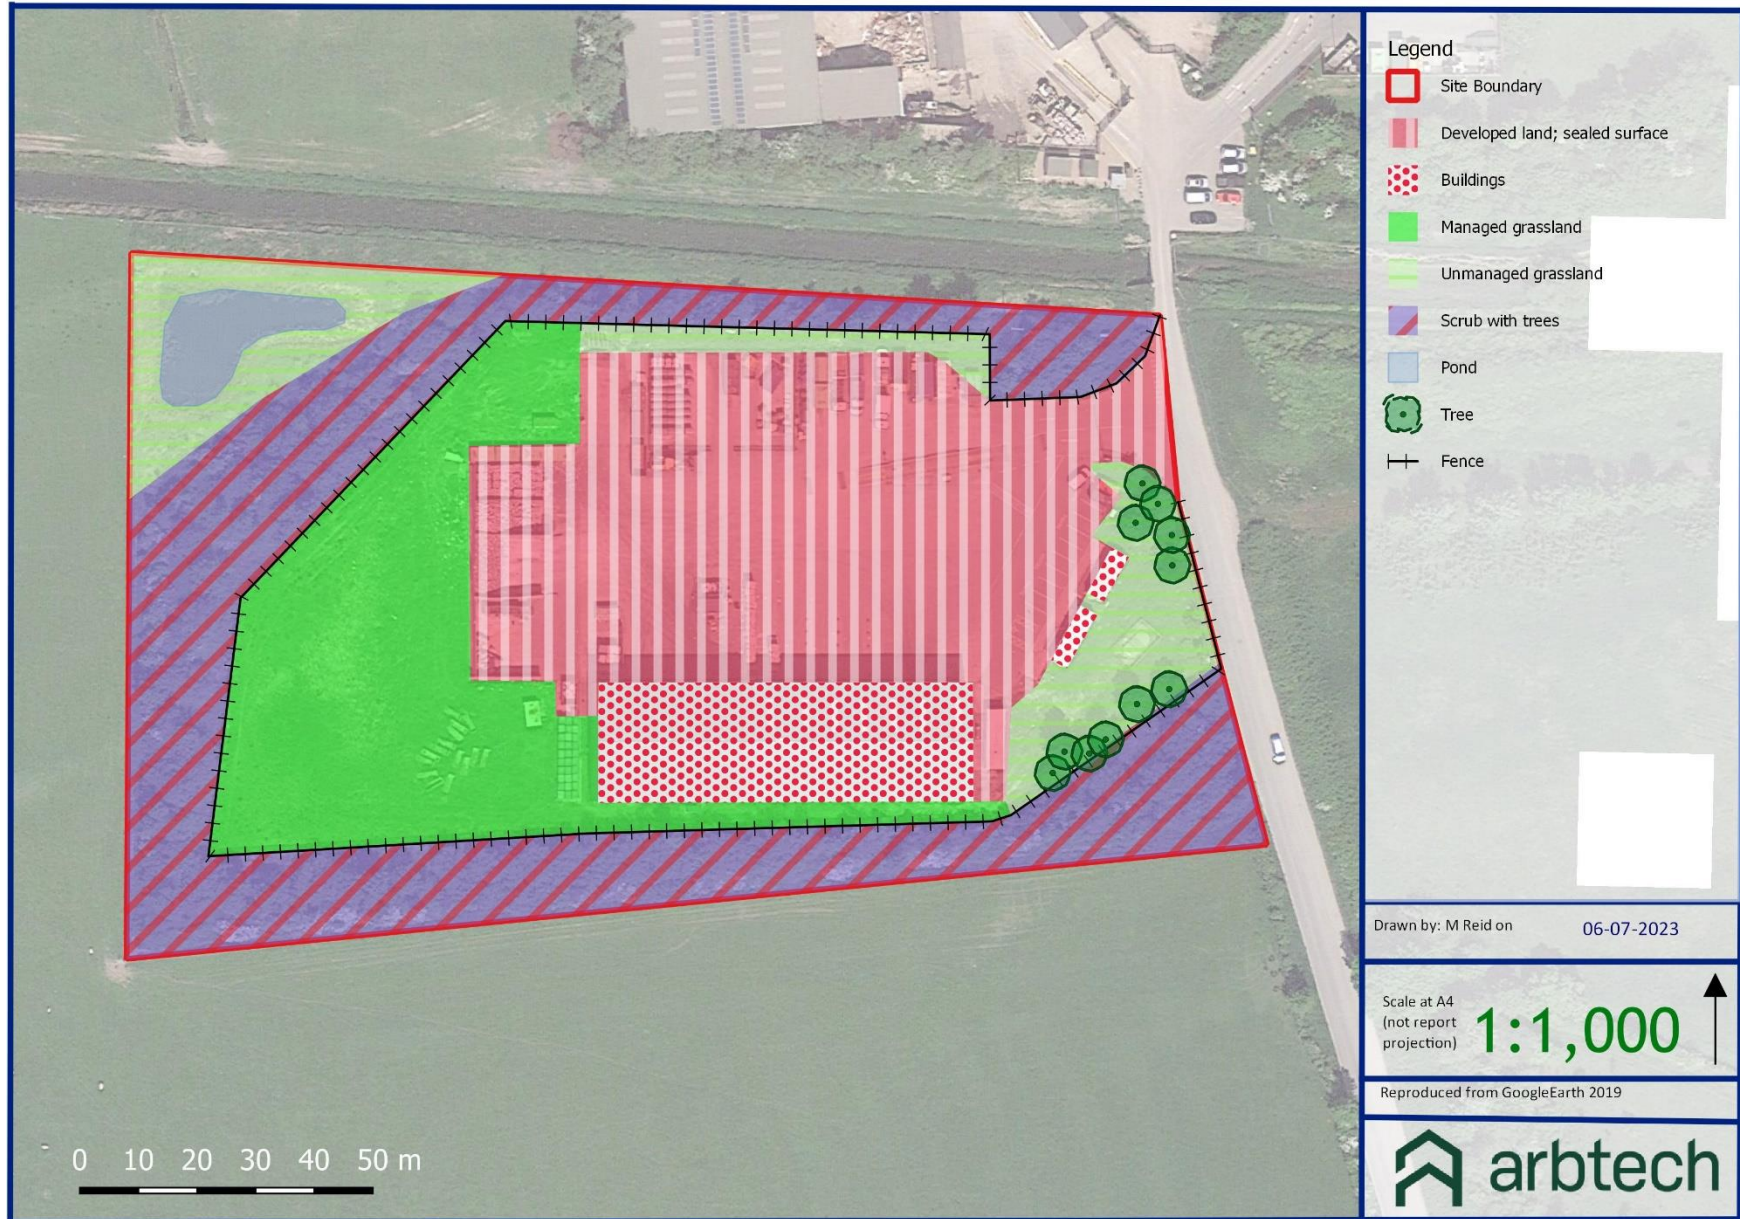 Legend
Site Boundary
Developed land; sealed surface
Buildings
Managed grassland
Unmanaged grassland
Scrub with trees
Pond
Tree
Fence
Drawn by: M Reid on 06-07-2023
Scale at A4
(not report
projection)
1:1,000
Reproduced from GoogleEarth 2019
arbtech
0 10 20 30 40 50 m